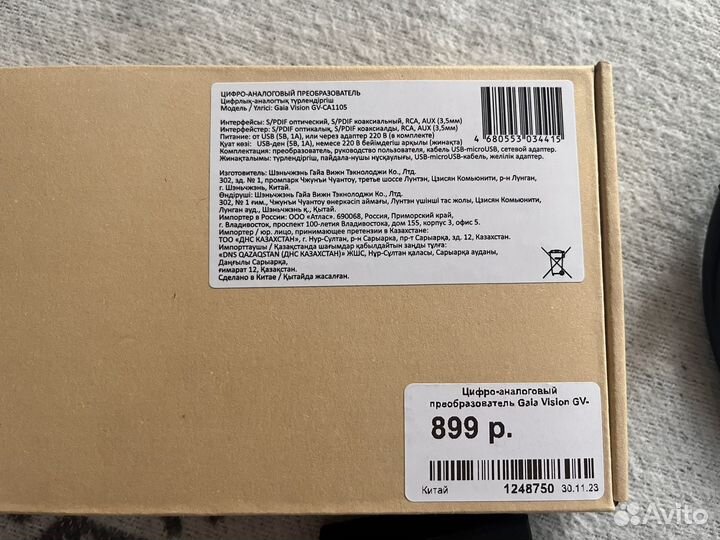 ЦИФРО-АНАЛОГОВЫЙ ПРЕОБРАЗОВАТЕЛЬ
Цифрлық-аналогтық түрлендіргіш
Модель / Үлгісі: Gaia Vision GV-CA1105
Интерфейсы: S/PDIF оптический, S/PDIF коаксиальный, RCA, AUX (3,5мм)
Интерфейстер: S/PDIF оптикалық, S/PDIF коаксиалды, RCA, AUX (3,5мм)
Питание: от USB (5В, 1А), или через адаптер 220 В (в комплекте)
Қуат көзі: USB-ден (5В, 1А), немесе 220 В бейімдегіш арқылы (жинақта)
Комплектация: преобразователь, руководство пользователя, кабель USB-microUSB, сетевой адаптер.
Жинақталымы: түрлендіргіш, пайдала-нушы нұсқаулығы, USB-microUSB-кабель, желілік адаптер.
4 680553 034415
Изготовитель: Шэньчжэнь Гайа Вижн Тэкнолоджи Ко., Лтд.
302, зд. № 1, промпарк Чжунъи Чуантоу, третье шоссе Лунтэн, Цзисян Комьюнити, р-н Лунган,
г. Шэньчжэнь, Китай.
Өндіруші: Шэньчжэнь Гайа Вижн Тэкнолоджи Ко., Лтд.
302, № 1 ғим., Чжунъи Чуантоу өнеркәсіп аймағы, Лунтэн үшінші тас жолы, Цзисян Комьюнити,
Лунган ауд., Шэньчжэнь қ., Қытай.
Импортер в России: ООО «Атлас». 690068, Россия, Приморский край,
г. Владивосток, проспект 100-летия Владивостока, дом 155, корпус 3, офис 5.
Импортер / юр. лицо, принимающее претензии в Казахстане:
ТОО «ДНС КАЗАХСТАН», г. Нур-Султан, р-н Сарыарка, пр-т Сарыарка, зд. 12, Казахстан.
Импорттаушы / Қазақстанда шағымдар қабылдайтын заңды тұлға:
«DNS QAZAQSTAN (ДНС КАЗАХСТАН)» ЖШС, Нұр-Сұлтан қаласы, Сарыарқа ауданы,
Даңғылы Сарыарқа,
ғимарат 12, Қазақстан.
Сделано в Китае / Қытайда жасалған.
Цифро-аналоговый
преобразователь Gaia Vision GV-
899 р.
Китай 1248750 30.11.23
Avito